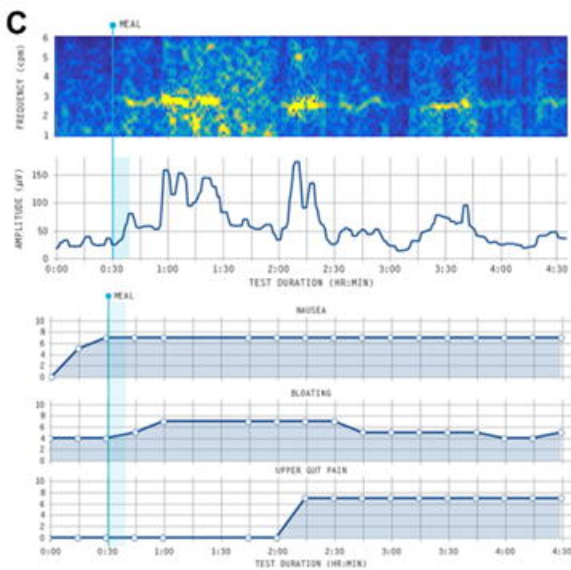 C
MEAL
FREQUENCY (cpm)
6
5
4
3
2
1
AMPLITUDE (µV)
150
100
50
0
0:00 0:30 1:00 1:30 2:00 2:30 3:00 3:30 4:00 4:30
TEST DURATION (HR:MIN)
MEAL
NAUSEA
10
8
6
4
2
0
BLOATING
10
8
6
4
2
0
UPPER GUT PAIN
10
8
6
4
2
0
0:00 0:30 1:00 1:30 2:00 2:30 3:00 3:30 4:00 4:30
TEST DURATION (HR:MIN)